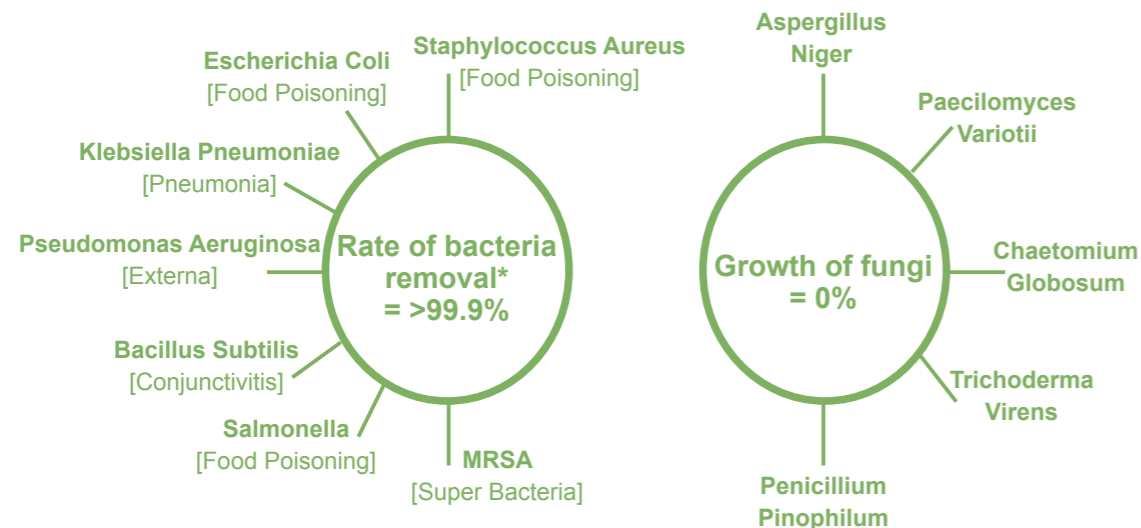 Staphylococcus Aureus
[Food Poisoning]
Escherichia Coli
[Food Poisoning]
Klebsiella Pneumoniae
[Pneumonia]
Pseudomonas Aeruginosa
[Externa]
Bacillus Subtilis
[Conjunctivitis]
Salmonella
[Food Poisoning]
MRSA
[Super Bacteria]
Rate of bacteria
removal*
= >99.9%
Aspergillus
Niger
Paecilomyces
Variotii
Chaetomium
Globosum
Trichoderma
Virens
Penicillium
Pinophilum
Growth of fungi
= 0%